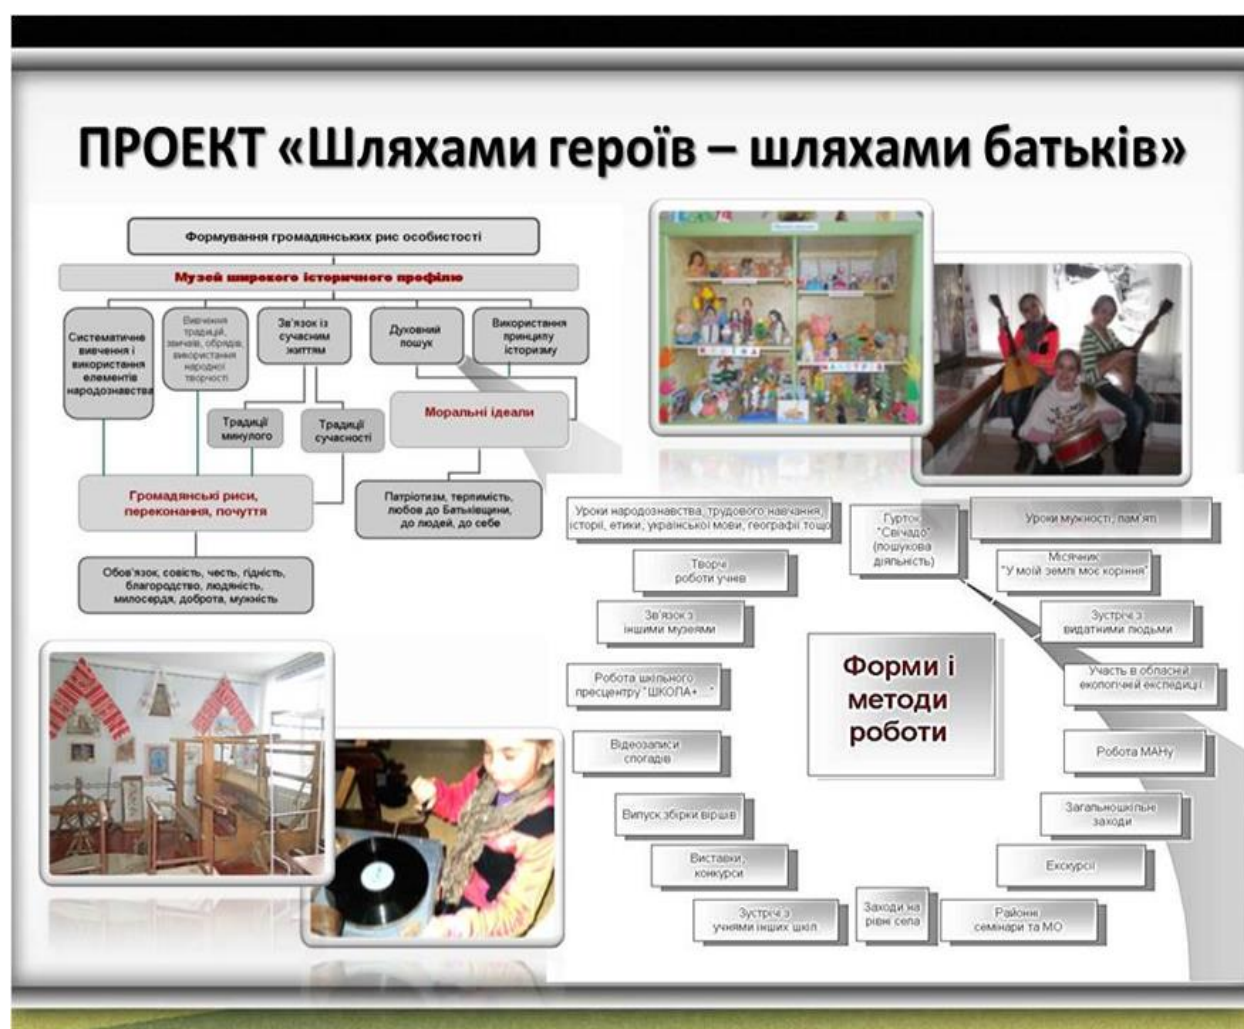 ПРОЕКТ «Шляхами героїв – шляхами батьків»
Формування громадянських рис особистості
Музей широкого історичного профілю
Систематичне
вивчення і
використання
елементів
народознавства
Вивчення
традицій,
звичаїв, обрядів,
використання
народної
творчості
Зв'язок із
сучасним
життям
Духовний
пошук
Використання
принципу
історизму
Традиції
минулого
Традиції
сучасності
Моральні ідеали
Громадянські риси,
переконання, почуття
Патріотизм, терпимість,
любов до Батьківщини,
до людей, до себе
Обов'язок, совість, честь, гідність,
благородство, людяність,
милосердя, доброта, мужність
Уроки народознавства, трудового навчання,
історії, етики, української мови, географії тощо
Гурток
"Свічадо"
(пошукова
діяльність)
Уроки мужності, пам'яті
Творчі
роботи учнів
Місячник
"У моїй землі моє коріння"
Зв'язок з
іншими музеями
Зустрічі з
видатними людьми
Форми і
методи
роботи
Робота шкільного
пресцентру "ШКОЛА+...."
Участь в обласній
екологічній експедиції
Відеозаписи
спогадів
Робота МАНу
Випуск збірки віршів
Загальношкільні
заходи
Виставки,
конкурси
Екскурсії
Зустрічі з
учнями інших шкіл
Заходи на
рівні села
Районні
семінари та МО